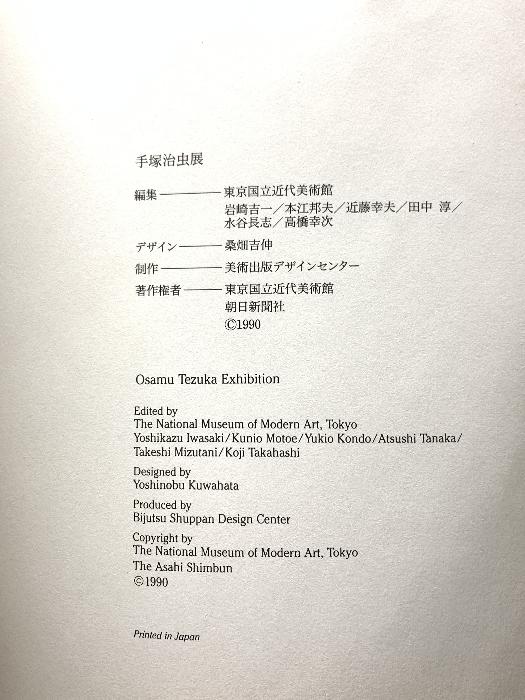 手塚治虫展
編集――――東京国立近代美術館
岩崎吉一／本江邦夫／近藤幸夫／田中 淳／
水谷長志／高橋幸次
デザイン―――桑畑吉伸
制作――――美術出版デザインセンター
著作権者―――東京国立近代美術館
朝日新聞社
©1990
Osamu Tezuka Exhibition
Edited by
The National Museum of Modern Art, Tokyo
Yoshikazu Iwasaki/Kunio Motoe/Yukio Kondo/Atsushi Tanaka/
Takeshi Mizutani/Koji Takahashi
Designed by
Yoshinobu Kuwahata
Produced by
Bijutsu Shuppan Design Center
Copyright by
The National Museum of Modern Art, Tokyo
The Asahi Shimbun
©1990
Printed in Japan